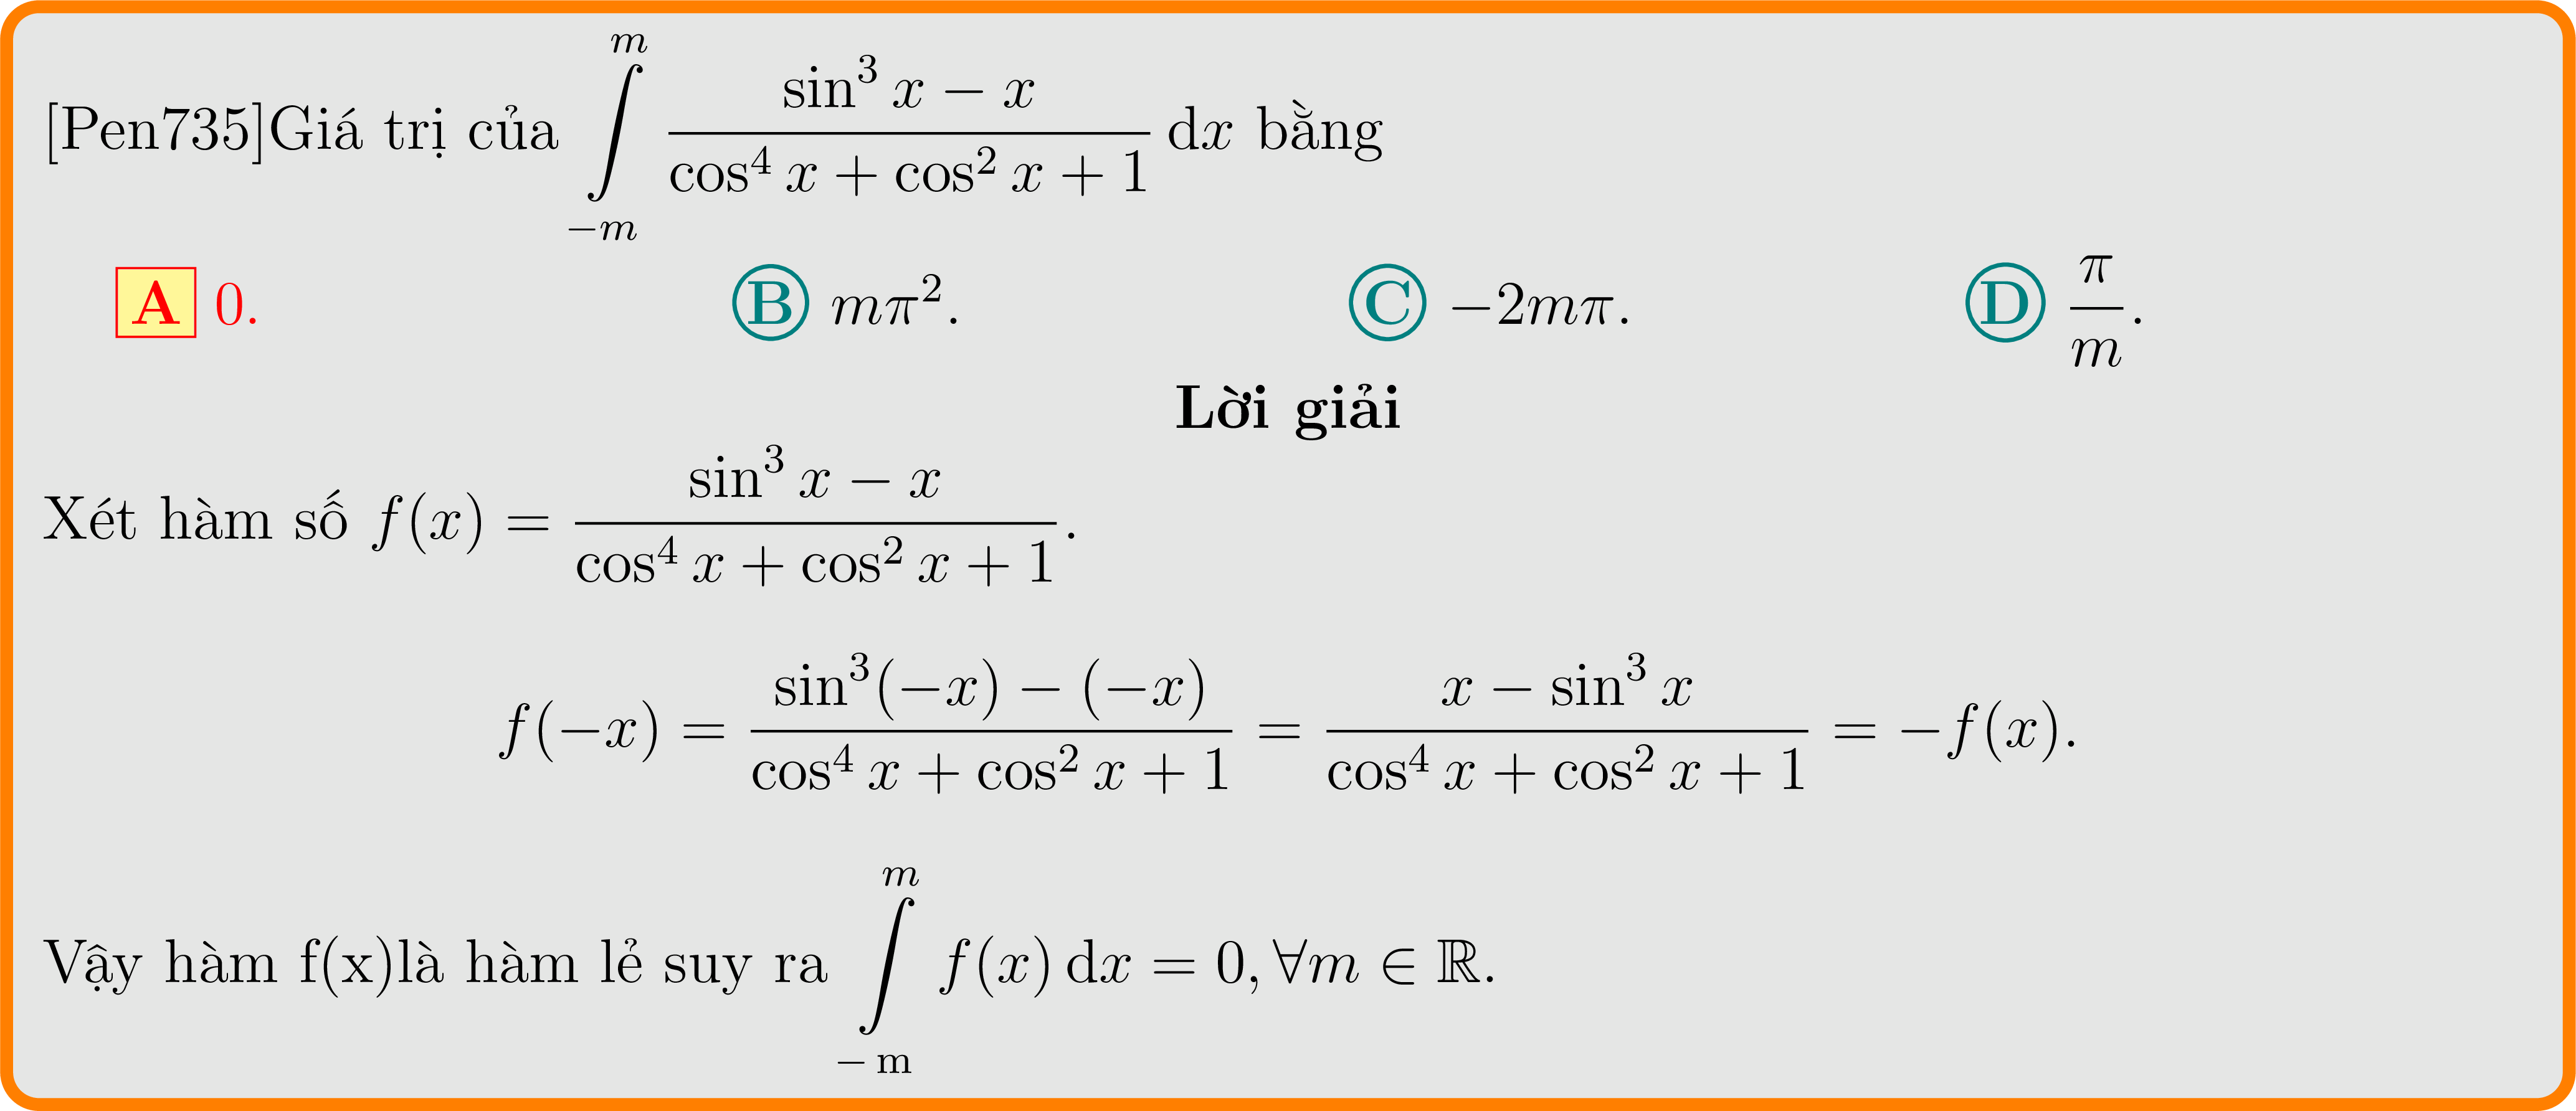 [Pen735]Giá trị của $\int\limits_{-m}^{m} \frac{\sin^3 x - x}{\cos^4 x + \cos^2 x + 1} \, \mathrm{d}x$ bằng
A 0. B $m\pi^2$. C $-2m\pi$. D $\frac{\pi}{m}$.
Lời giải
Xét hàm số $f(x) = \frac{\sin^3 x - x}{\cos^4 x + \cos^2 x + 1}$.
$f(-x) = \frac{\sin^3(-x) - (-x)}{\cos^4 x + \cos^2 x + 1} = \frac{x - \sin^3 x}{\cos^4 x + \cos^2 x + 1} = -f(x).$
Vậy hàm f(x)là hàm lẻ suy ra $\int\limits_{-\mathrm{m}}^{m} f(x) \, \mathrm{d}x = 0, \forall m \in \mathbb{R}$.